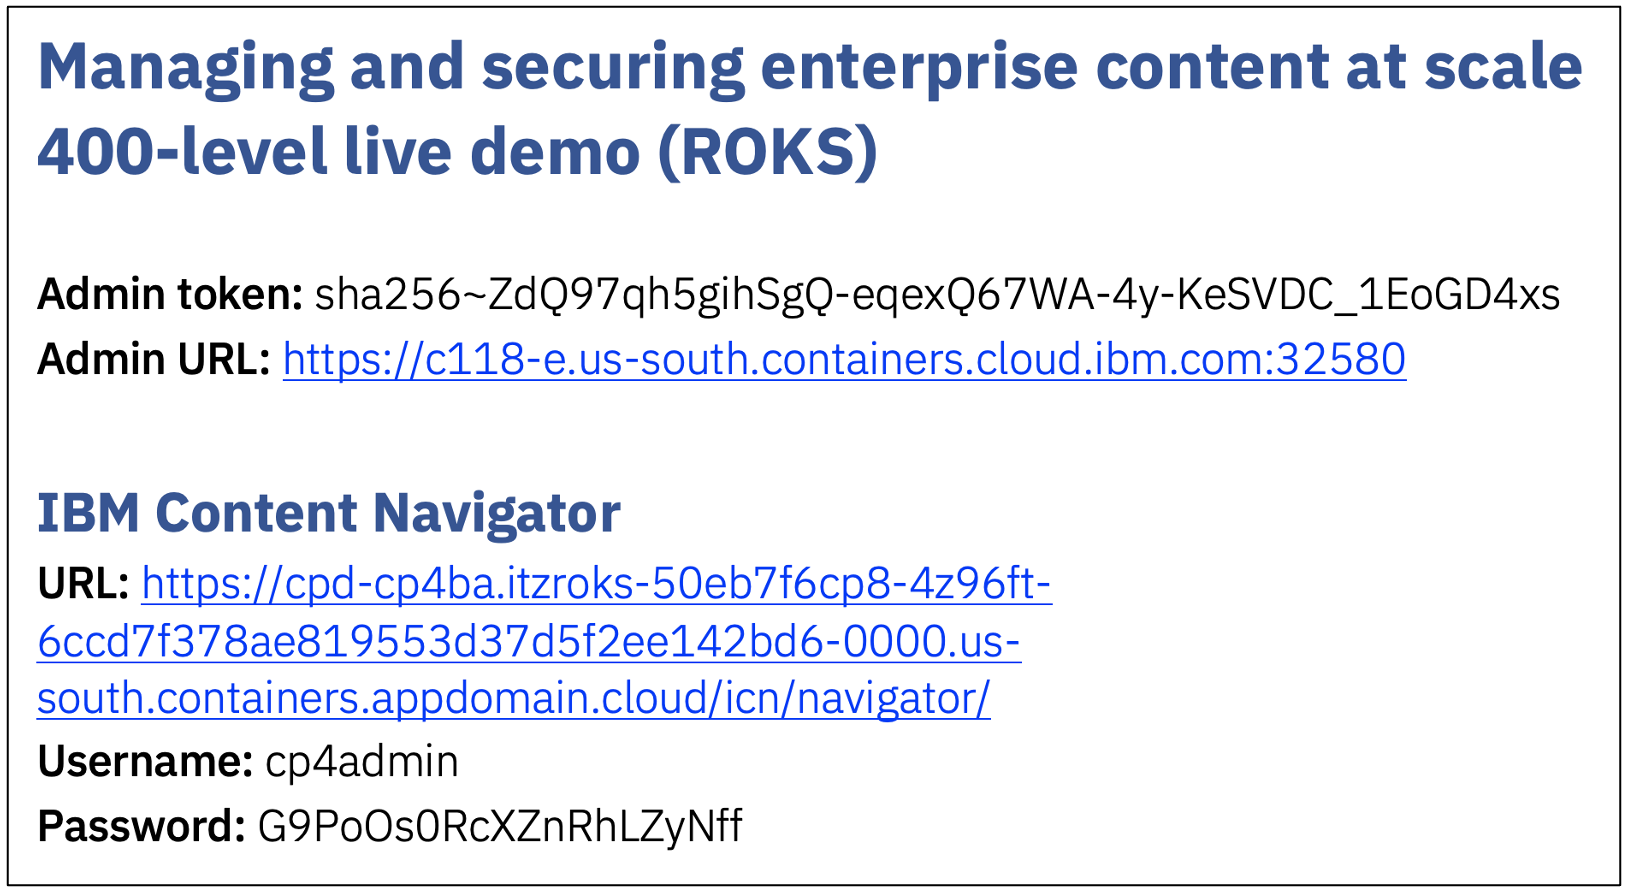 Managing and securing enterprise content at scale
400-level live demo (ROKS)
Admin token: sha256~ZdQ97qh5gihSgQ-eqexQ67WA-4y-KeSVDC_1EoGD4xs
Admin URL: https://c118-e.us-south.containers.cloud.ibm.com:32580
IBM Content Navigator
URL: https://cpd-cp4ba.itzroks-50eb7f6cp8-4z96ft-
6ccd7f378ae819553d37d5f2ee142bd6-0000.us-
south.containers.appdomain.cloud/icn/navigator/
Username: cp4admin
Password: G9PoOs0RcXZnRhLZyNff